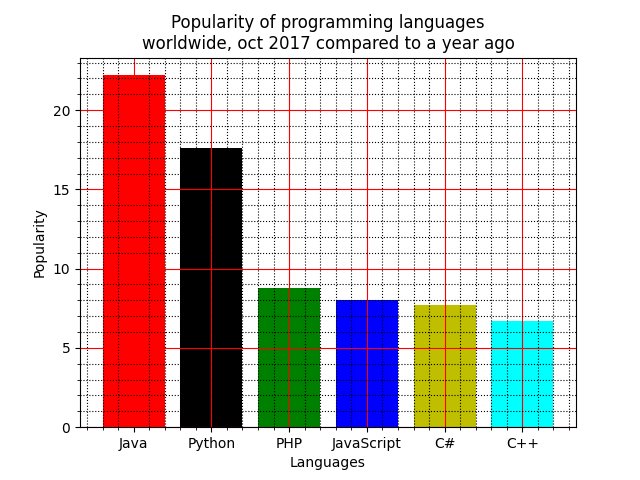 Popularity of programming languages
worldwide, oct 2017 compared to a year ago
Popularity
20
15
10
5
0
Java Python PHP JavaScript C# C++
Languages